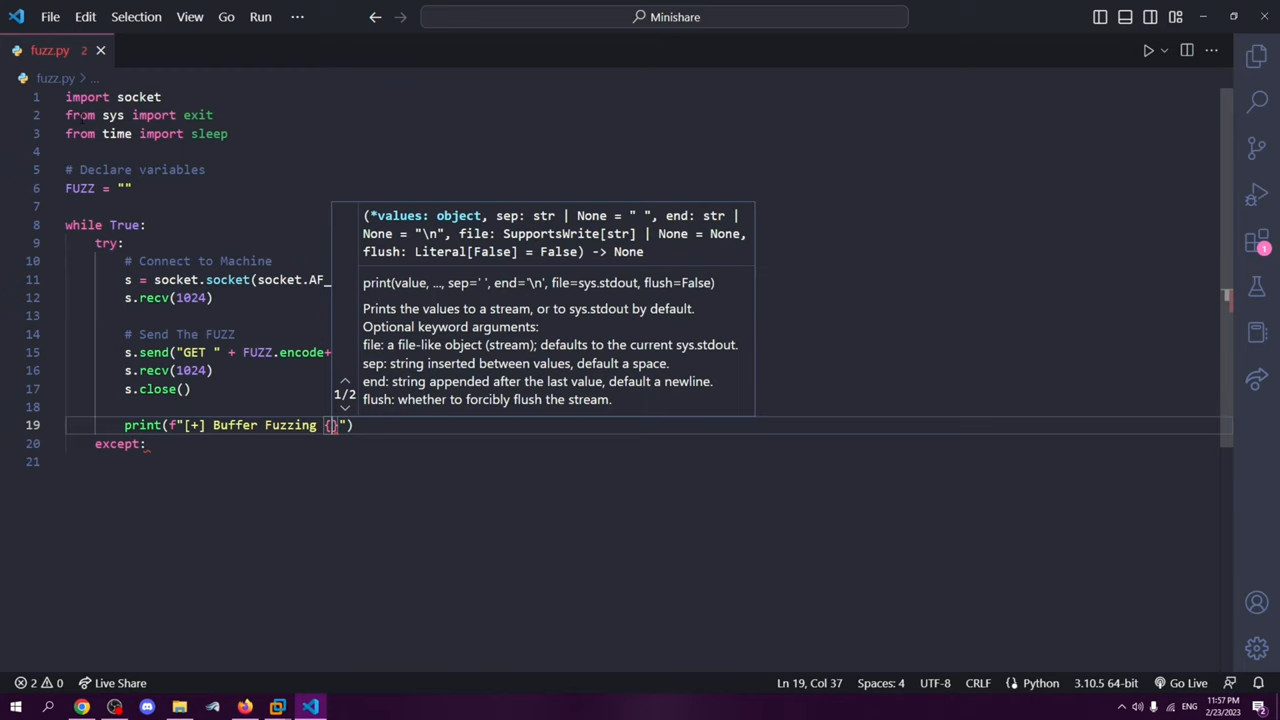 File Edit Selection View Go Run ··· Minishare
fuzz.py 2
fuzz.py > ...
1 import socket
2 from sys import exit
3 from time import sleep
4
5 # Declare variables
6 FUZZ = ""
7
8 while True:
9 try:
10 # Connect to Machine
11 s = socket.socket(socket.AF_
12 s.recv(1024)
13
14 # Send The FUZZ
15 s.send("GET " + FUZZ.encode+
16 s.recv(1024)
17 s.close()
18
19 print(f"[+] Buffer Fuzzing {}")
20 except:
21
(*values: object, sep: str | None = " ", end: str |
None = "\n", file: SupportsWrite[str] | None = None,
flush: Literal[False] = False) -> None
print(value, ..., sep=' ', end='\n', file=sys.stdout, flush=False)
Prints the values to a stream, or to sys.stdout by default.
Optional keyword arguments:
file: a file-like object (stream); defaults to the current sys.stdout.
sep: string inserted between values, default a space.
end: string appended after the last value, default a newline.
flush: whether to forcibly flush the stream.
1/2
1
2 0 Live Share Ln 19, Col 37 Spaces: 4 UTF-8 CRLF Python 3.10.5 64-bit Go Live
ENG 11:57 PM
2/23/2023
2